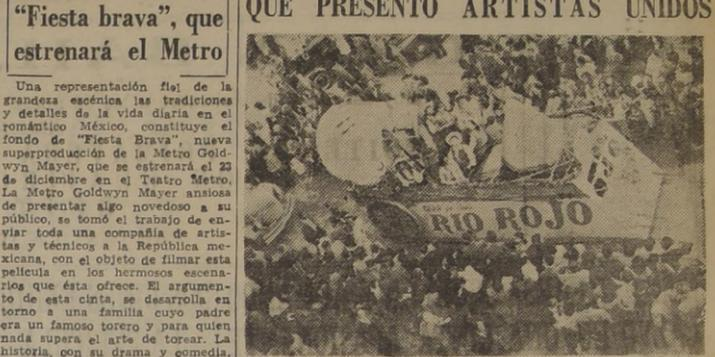 "Fiesta brava", que
estrenará el Metro
Una representación fiel de la
grandeza escénica las tradiciones
y detalles de la vida diaria en el
romántico México, constituye el
fondo de "Fiesta Brava", nueva
superproducción de la Metro Gold-
wyn Mayer, que se estrenará el 23
de diciembre en el Teatro Metro.
La Metro Goldwyn Mayer ansiosa
de presentar algo novedoso a su
público, se tomó el trabajo de en-
viar toda una compañía de artis-
tas y técnicos a la República me-
xicana, con el objeto de filmar esta
película en los hermosos escena-
rios que ésta ofrece. El argumen-
to de esta cinta, se desarrolla en
torno a una familia cuyo padre
era un famoso torero y para quien
nada supera el arte de torear. La
historia, con su drama y comedia,
QUE PRESENTO ARTISTAS UNIDOS
RIO ROJO